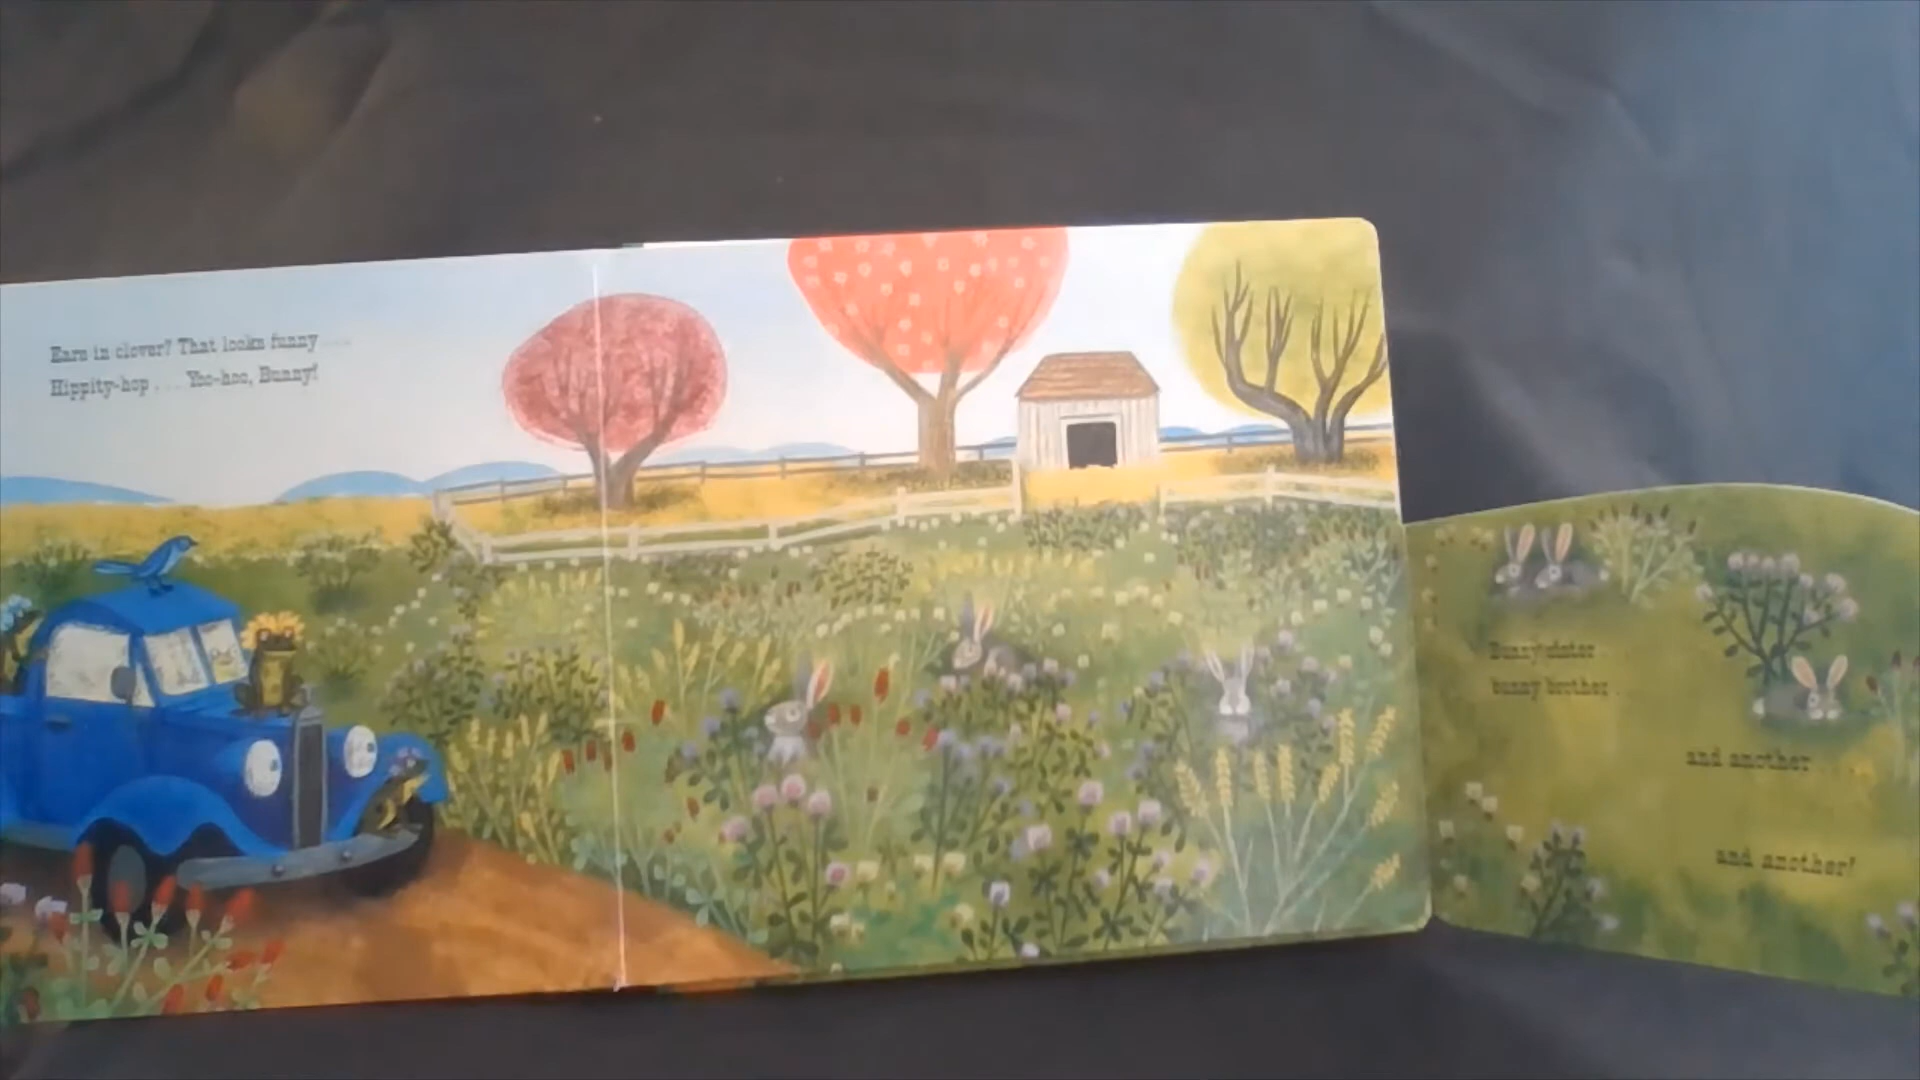 Ears in clover? That looks funny . . . .
Hippity-hop . . . . Yoo-hoo, Bunny!
Bunny sister . .
bunny brother . .
and another . . . .
and another!